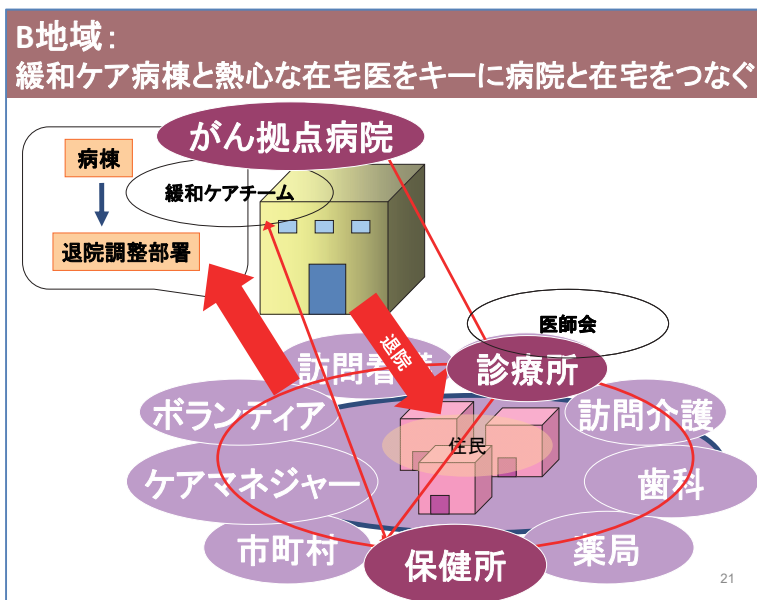 B地域：
緩和ケア病棟と熱心な在宅医をキーに病院と在宅をつなぐ
がん拠点病院
病棟
緩和ケアチーム
退院調整部署
医師会
退院
訪問看護
診療所
ボランティア
訪問介護
住民
ケアマネジャー
歯科
市町村
保健所
薬局
21